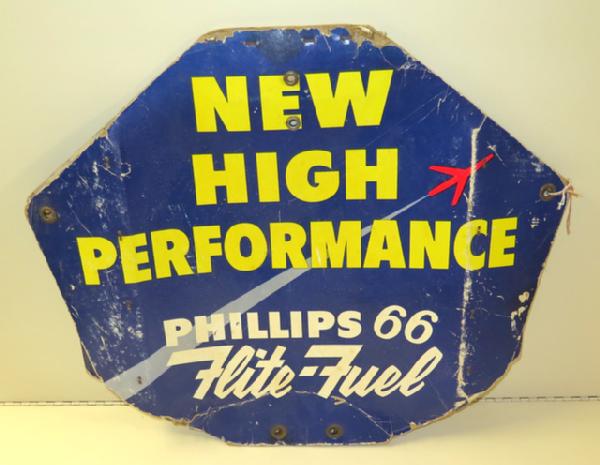 NEW
HIGH
PERFORMANCE
PHILLIPS 66
Flite-Fuel